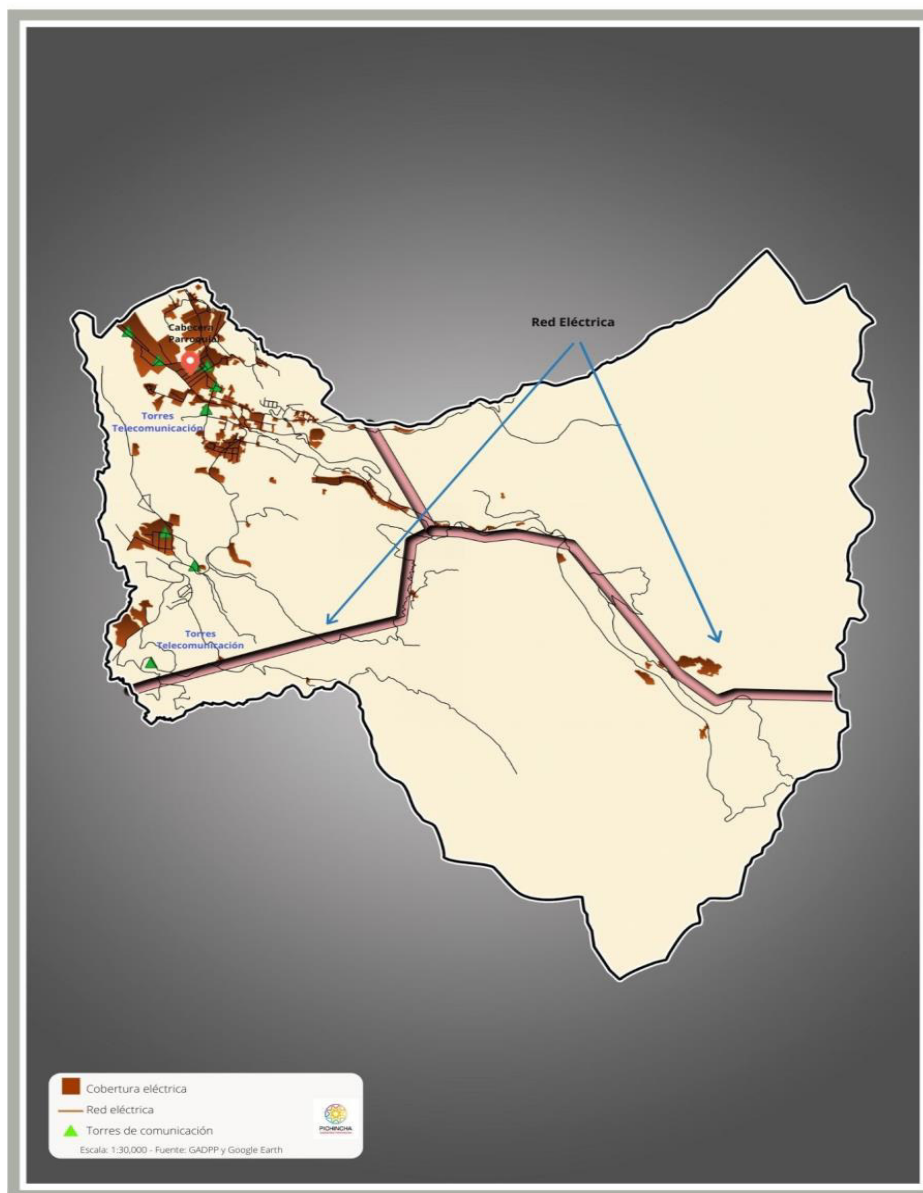 Red Eléctrica
Cabecera
Parroquial
Torres
Telecomunicación
Torres
Telecomunicación
Cobertura eléctrica
Red eléctrica
Torres de comunicación
Escala: 1:30,000 - Fuente: GADPP y Google Earth
PICHINCHA